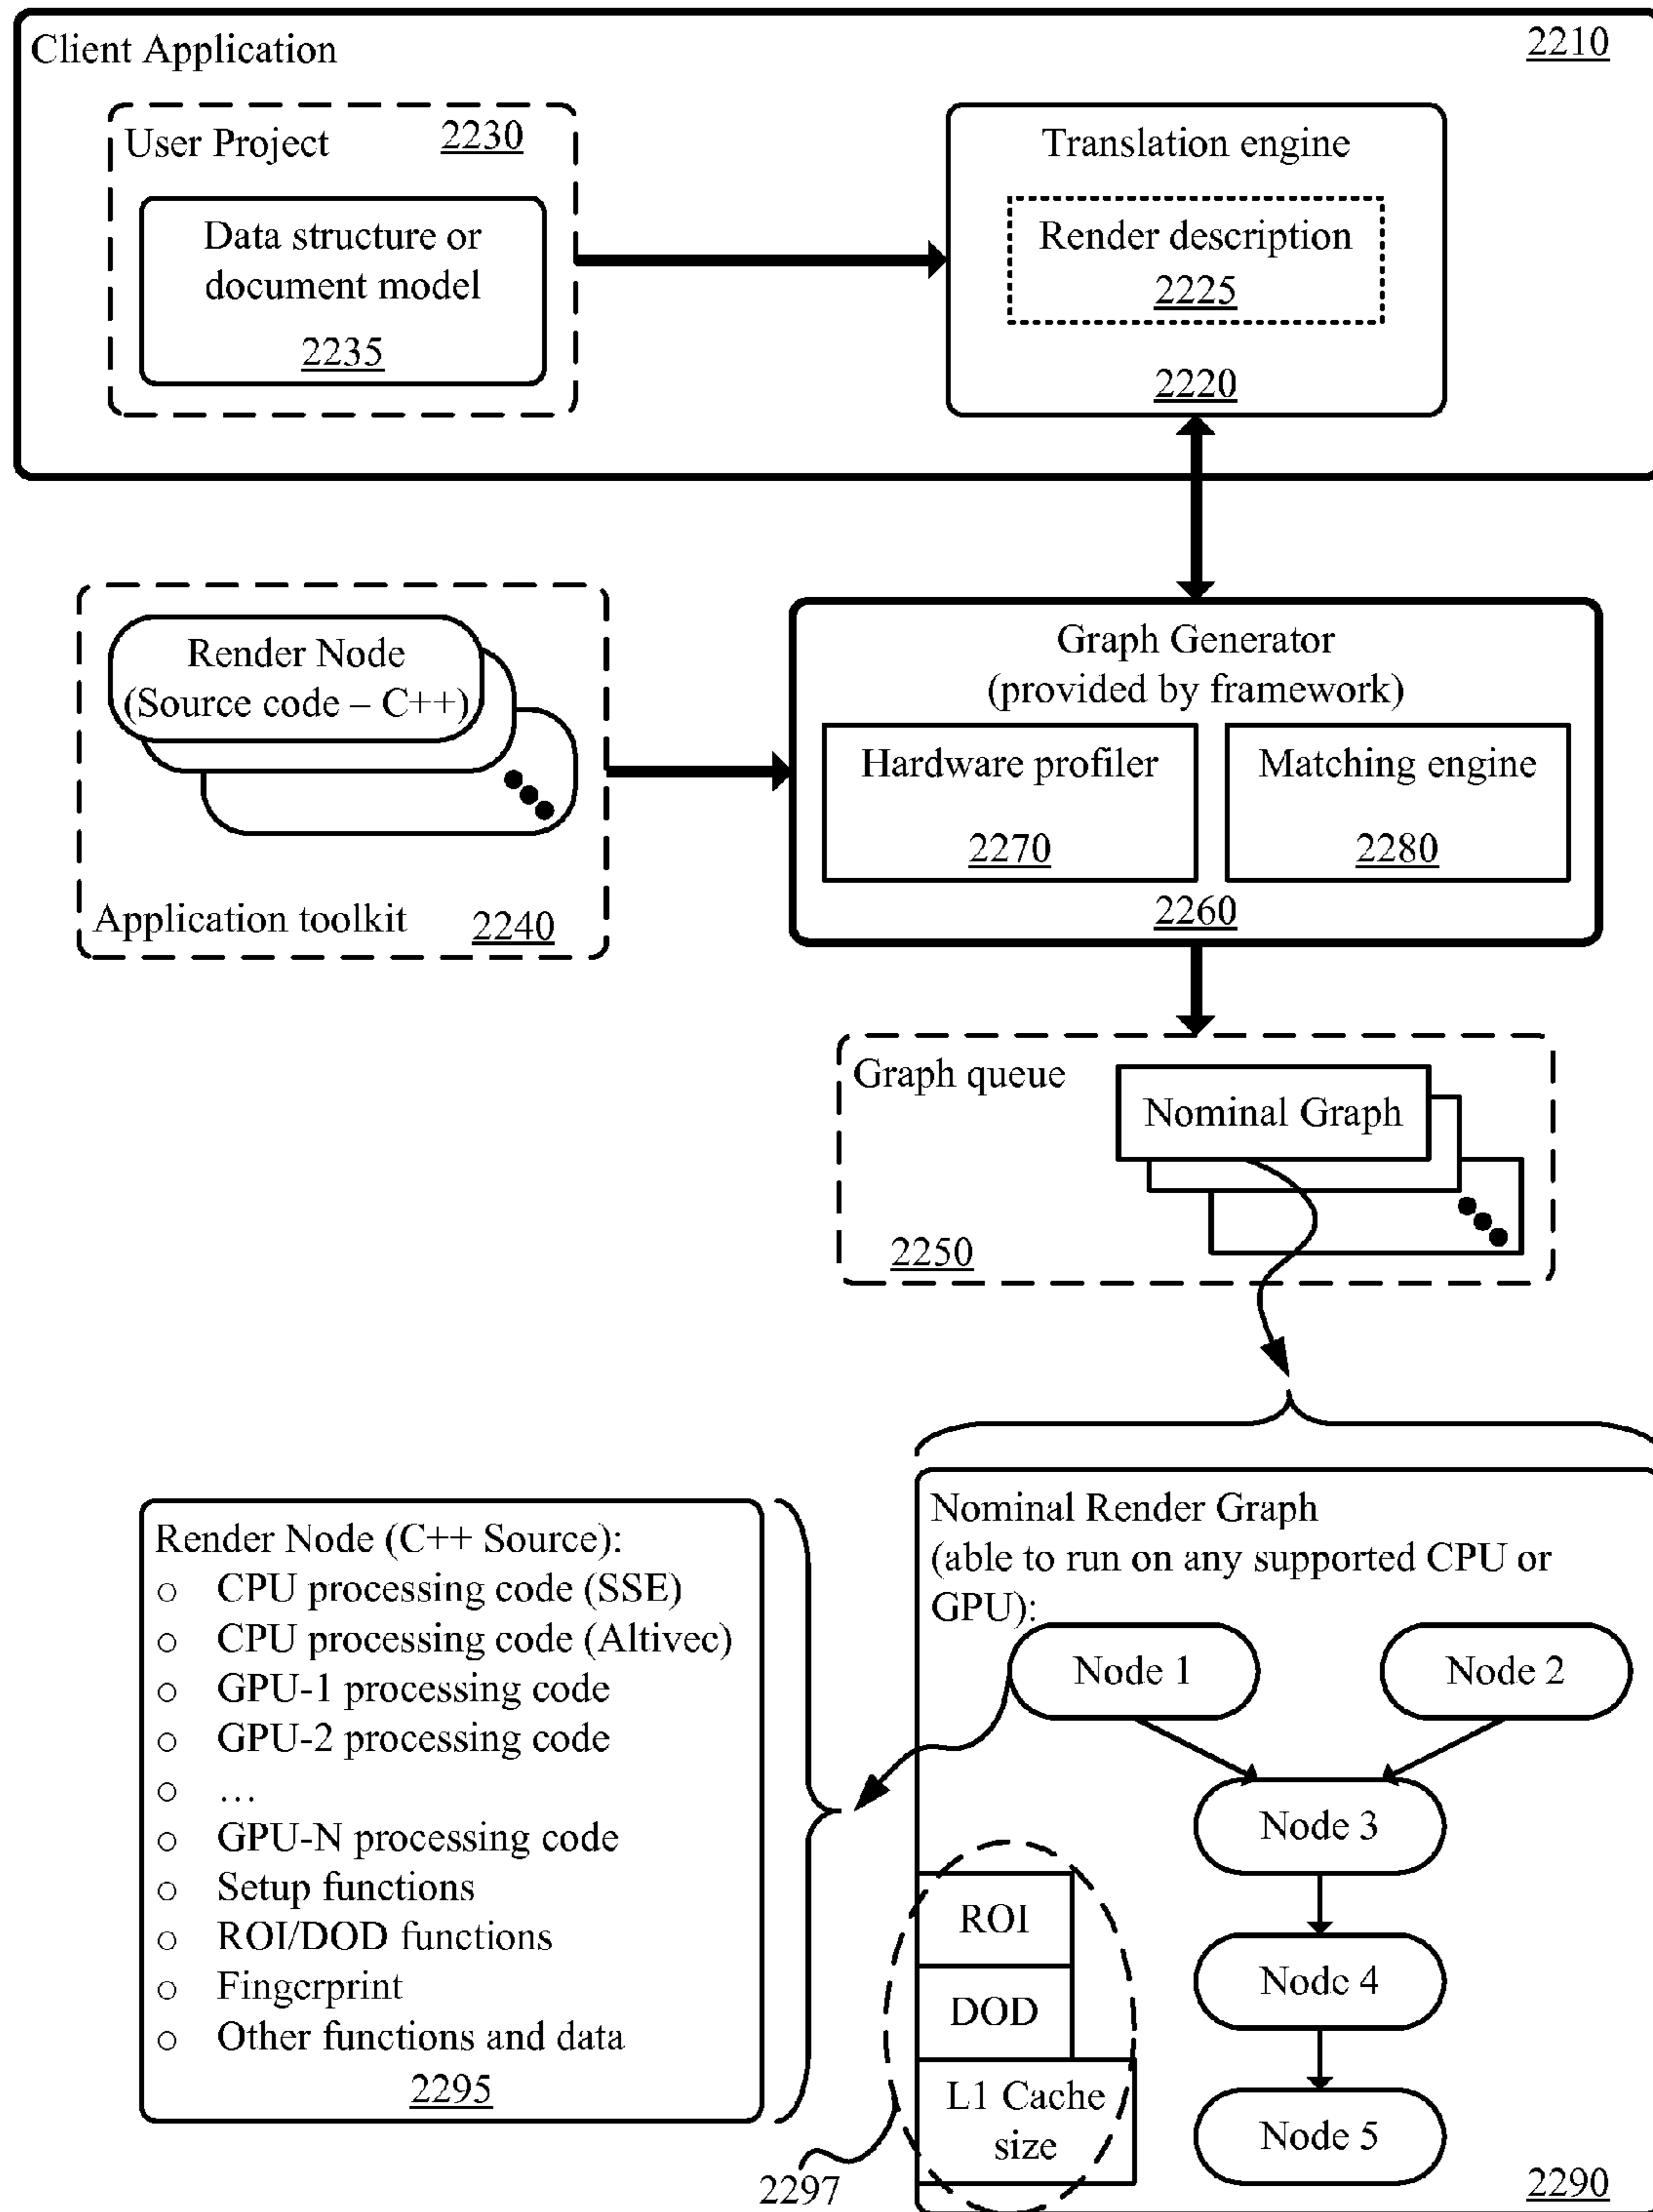 Client Application
2210
User Project
2230
Data structure or
document model
2235
Translation engine
Render description
2225
2220
Render Node
(Source code – C++)
Application toolkit
2240
Graph Generator
(provided by framework)
Hardware profiler
2270
Matching engine
2280
2260
Graph queue
Nominal Graph
2250
Render Node (C++ Source):
○ CPU processing code (SSE)
○ CPU processing code (Altivec)
○ GPU-1 processing code
○ GPU-2 processing code
○ …
○ GPU-N processing code
○ Setup functions
○ ROI/DOD functions
○ Fingerprint
○ Other functions and data
2295
Nominal Render Graph
(able to run on any supported CPU or
GPU):
Node 1
Node 2
Node 3
Node 4
Node 5
ROI
DOD
L1 Cache
size
2297
2290